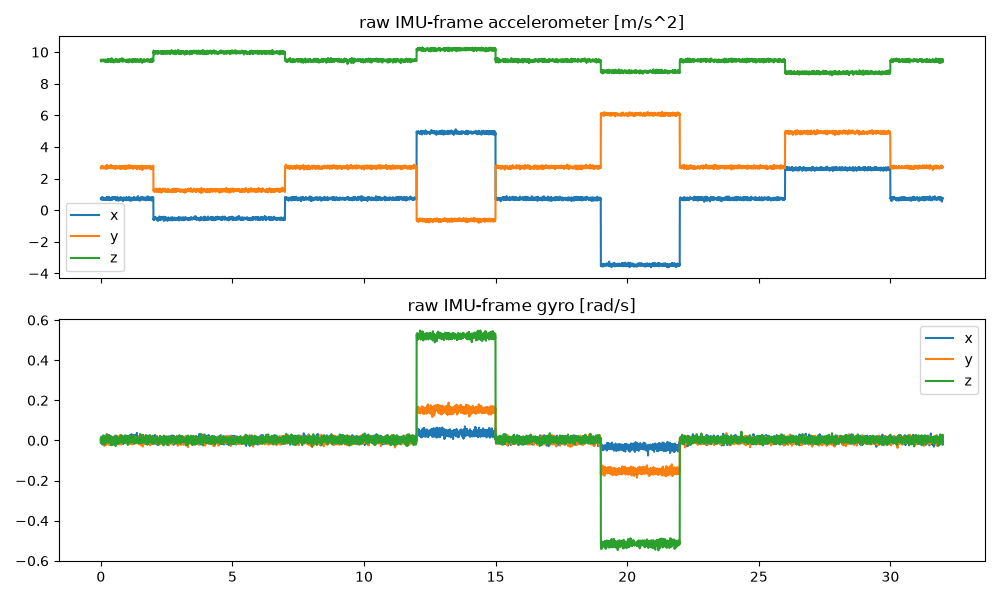 raw IMU-frame accelerometer [m/s^2]
10
8
6
4
2
0
−2
−4
x
y
z
raw IMU-frame gyro [rad/s]
0.6
0.4
0.2
0.0
−0.2
−0.4
−0.6
x
y
z
0
5
10
15
20
25
30